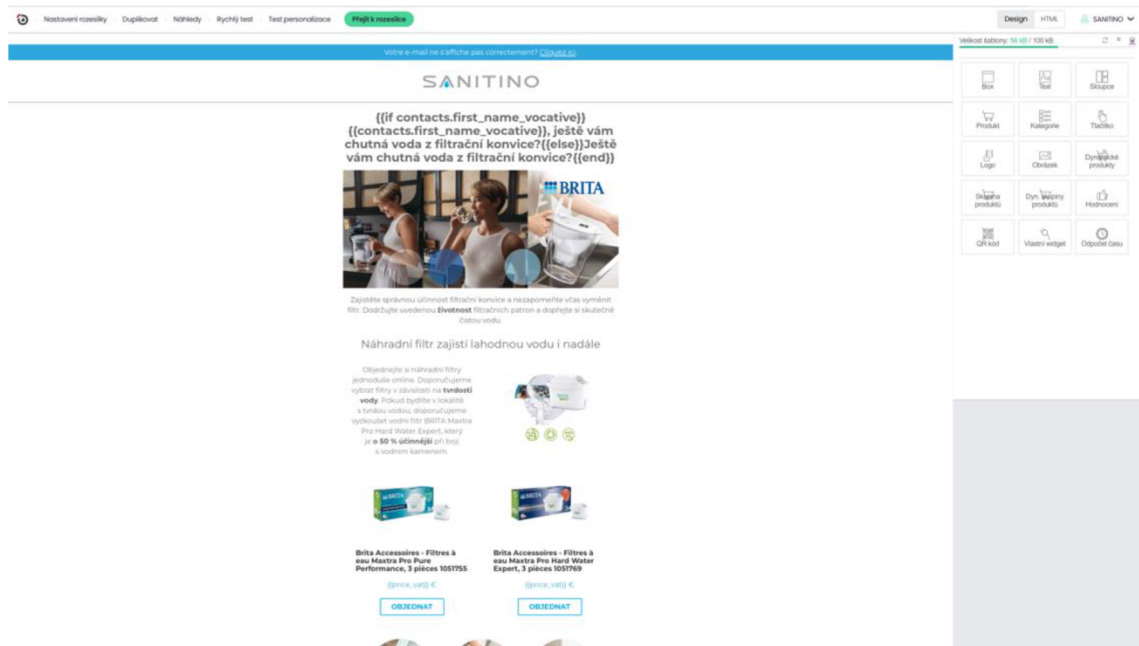 Nastavení rozesílky Duplikovat Náhledy Rychlý test Test personalizace Přejít k rozesílce Design HTML SANITINO
Velikost šablony: 56 kB / 100 kB
Votre e-mail ne s'affiche pas correctement? Cliquez ici.
SANITINO
{{if contacts.first_name_vocative}}
{{contacts.first_name_vocative}}, ještě vám
chutná voda z filtrační konvice?{{else}}Ještě
vám chutná voda z filtrační konvice?{{end}}
BRITA
Zajistěte správnou účinnost filtrační konvice a nezapomeňte včas vyměnit
filtr. Dodržujte uvedenou životnost filtračních patron a dopřejte si skutečně
čistou vodu.
Náhradní filtr zajistí lahodnou vodu i nadále
Objednejte si náhradní filtry
jednoduše online. Doporučujeme
vybrat filtry v závislosti na tvrdosti
vody. Pokud bydlíte v lokalitě
s tvrdou vodou, doporučujeme
vyzkoušet vodní filtr BRITA Maxtra
Pro Hard Water Expert, který
je o 50 % účinnější při boji
s vodním kamenem.
BRITA
BRITA
Brita Accessoires - Filtres à
eau Maxtra Pro Pure
Performance, 3 pièces 1051755
{{price_vat}} €
OBJEDNAT
Brita Accessoires - Filtres à
eau Maxtra Pro Hard Water
Expert, 3 pièces 1051769
{{price_vat}} €
OBJEDNAT
Box Text Sloupce
Produkt Kategorie Tlačítko
Logo Obrázek Dynamické
produkty
Skupina
produktů
Dyn. skupiny
produktů
Hodnocení
QR kód Vlastní widget Odpočet času